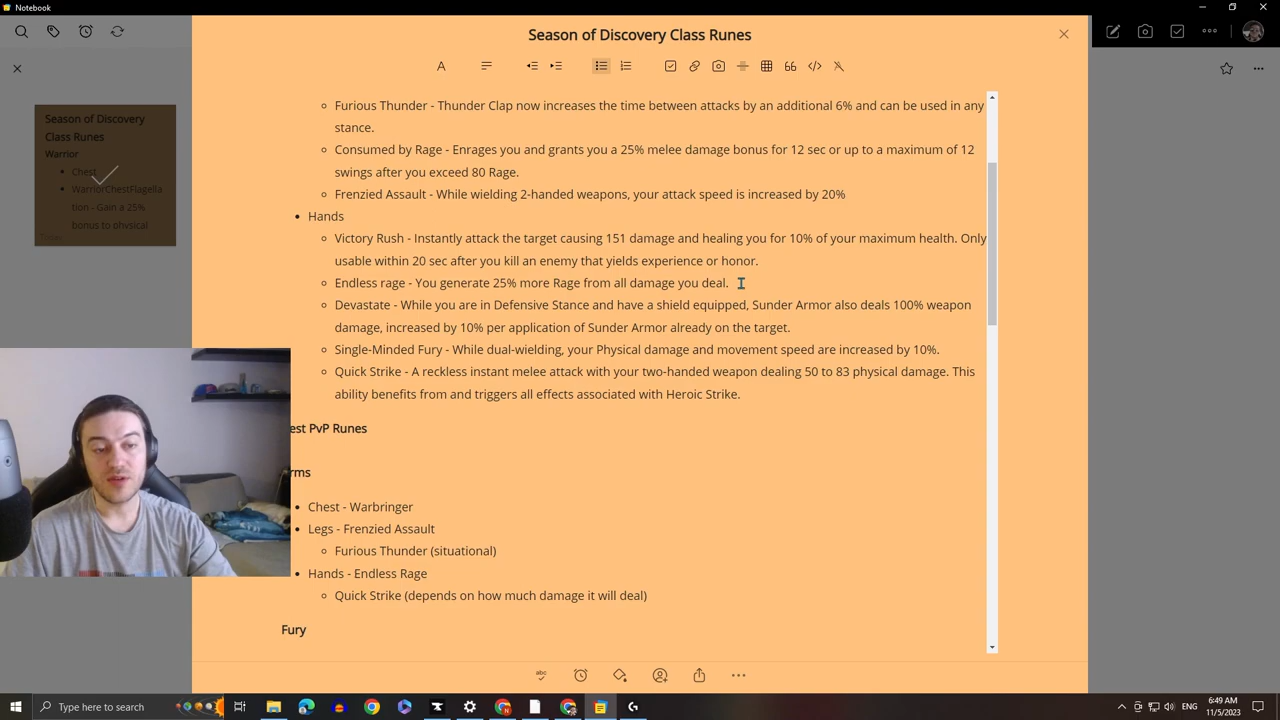 Notebook
Season of Discovery Class Runes
Season of Discovery
Class Runes
Warrior
Chest
WarriorChestFlagella
tion - Gain a 25%
bonus to physical
Furious Thunder - Thunder Clap now increases the time between attacks by an additional 6% and can be used in any
stance.
Consumed by Rage - Enrages you and grants you a 25% melee damage bonus for 12 sec or up to a maximum of 12
swings after you exceed 80 Rage.
Frenzied Assault - While wielding 2-handed weapons, your attack speed is increased by 20%
Hands
Victory Rush - Instantly attack the target causing 151 damage and healing you for 10% of your maximum health. Only
usable within 20 sec after you kill an enemy that yields experience or honor.
Endless rage - You generate 25% more Rage from all damage you deal.
Devastate - While you are in Defensive Stance and have a shield equipped, Sunder Armor also deals 100% weapon
damage, increased by 10% per application of Sunder Armor already on the target.
Single-Minded Fury - While dual-wielding, your Physical damage and movement speed are increased by 10%.
Quick Strike - A reckless instant melee attack with your two-handed weapon dealing 50 to 83 physical damage. This
ability benefits from and triggers all effects associated with Heroic Strike.
est PvP Runes
rms
Chest - Warbringer
Legs - Frenzied Assault
Furious Thunder (situational)
Hands - Endless Rage
Quick Strike (depends on how much damage it will deal)
Fury
abc
Type here to search
ENG
6:49 AM
11/5/2023